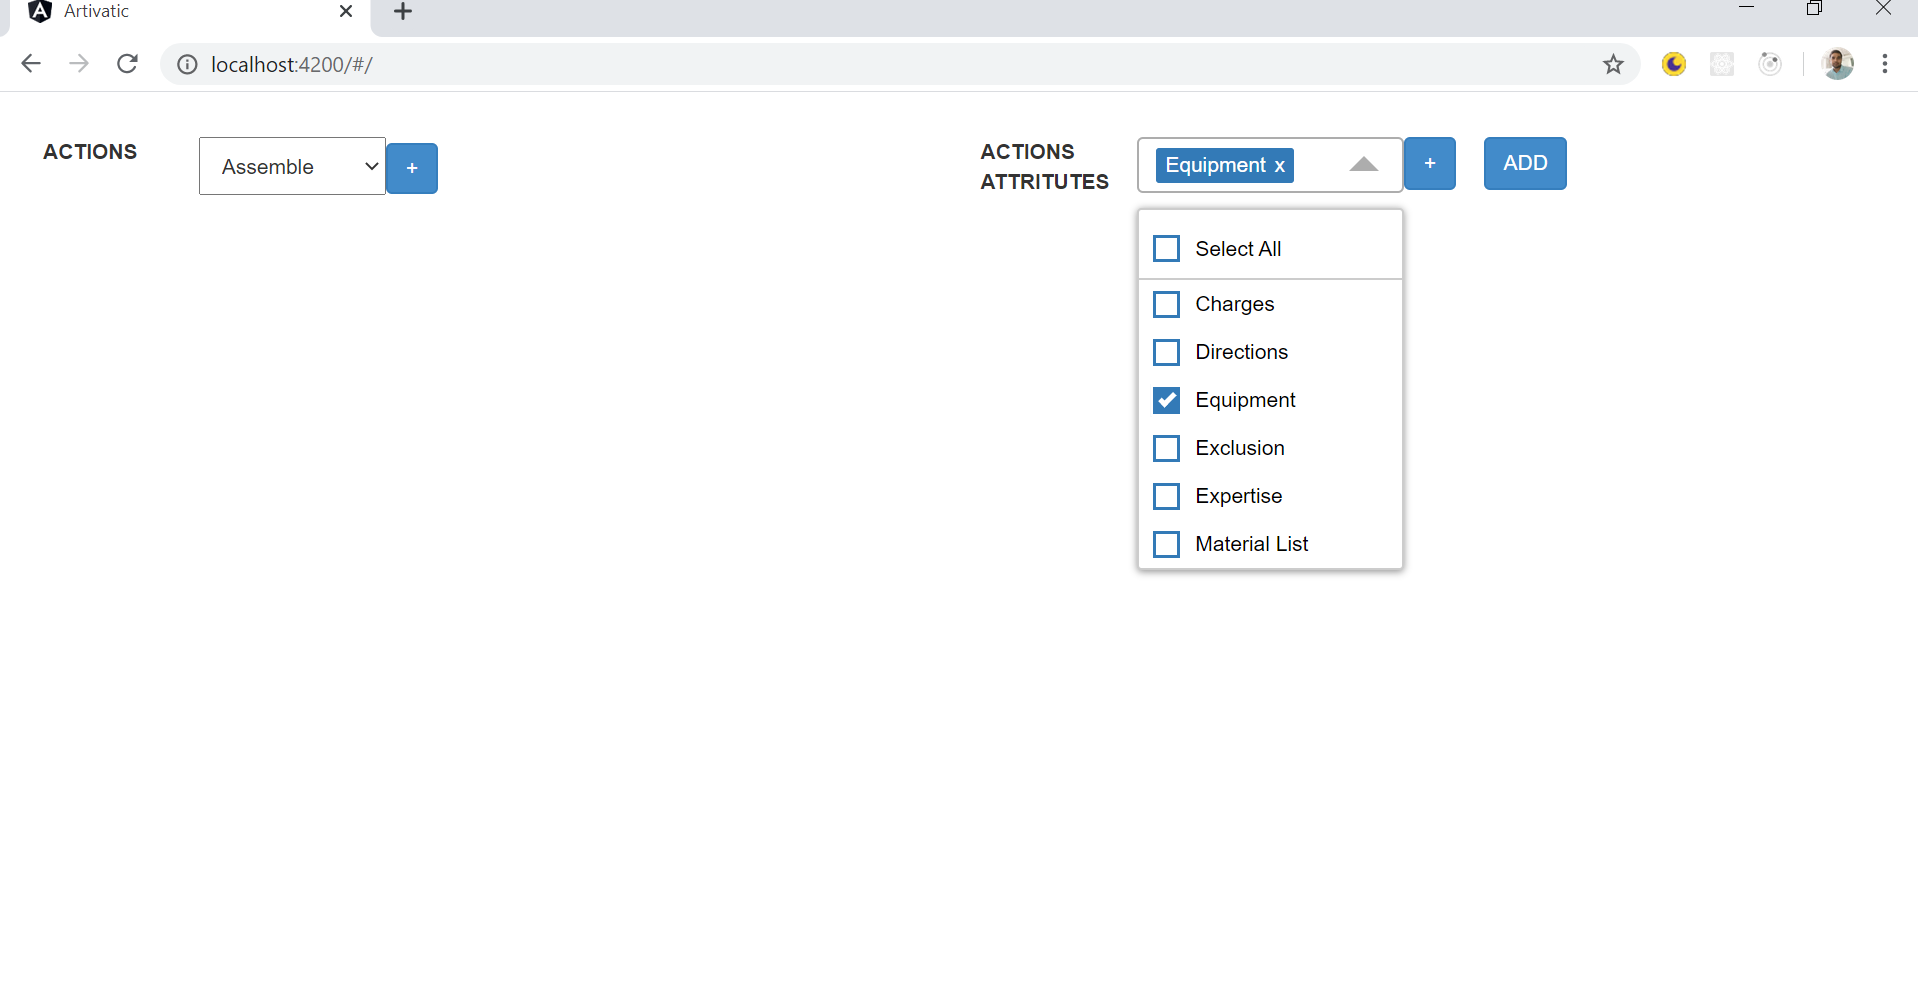 Artivatic
localhost:4200/#/
ACTIONS
Assemble
+
ACTIONS
ATTRITUTES
Equipment x
+
ADD
Select All
Charges
Directions
Equipment
Exclusion
Expertise
Material List